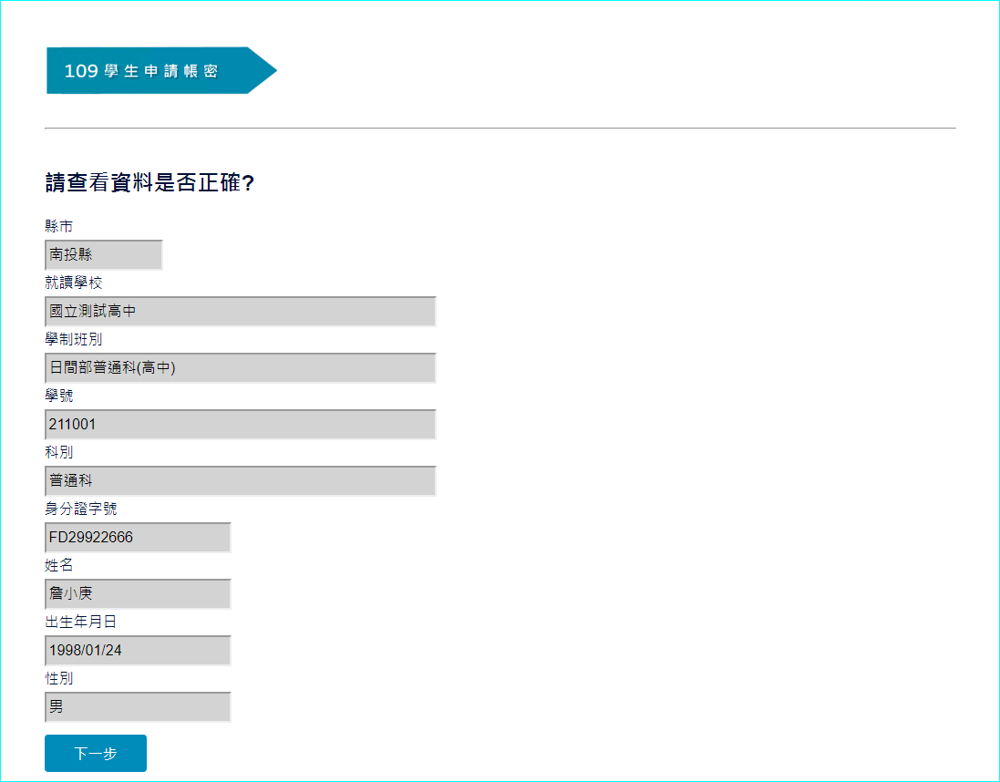 109 學生申請帳密
請查看資料是否正確?
縣市
南投縣
就讀學校
國立測試高中
學制班別
日間部普通科(高中)
學號
211001
科別
普通科
身分證字號
FD29922666
姓名
詹小庚
出生年月日
1998/01/24
性別
男
下一步